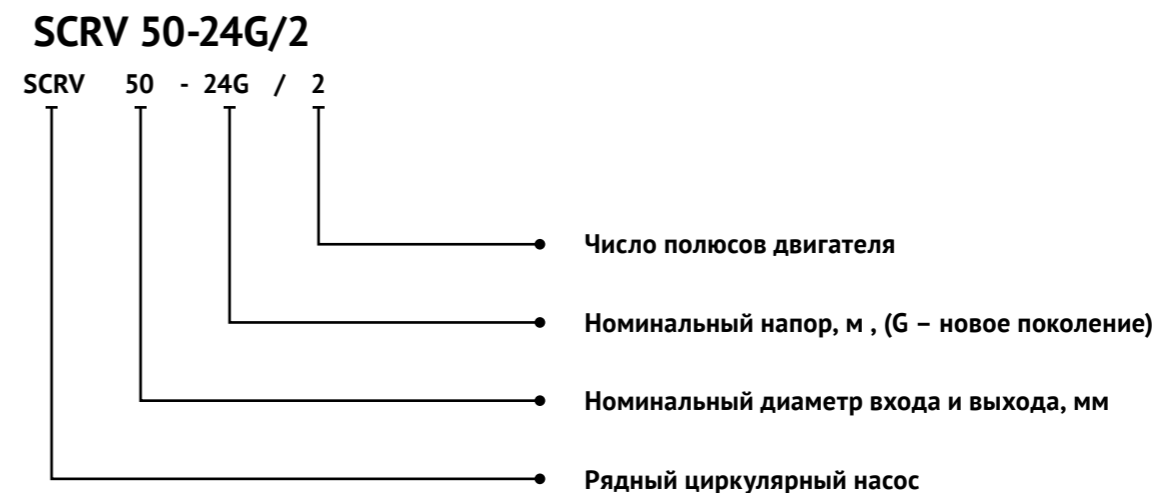 SCRV 50-24G/2
SCRV 50 - 24G / 2
Число полюсов двигателя
Номинальный напор, м , (G – новое поколение)
Номинальный диаметр входа и выхода, мм
Рядный циркулярный насос